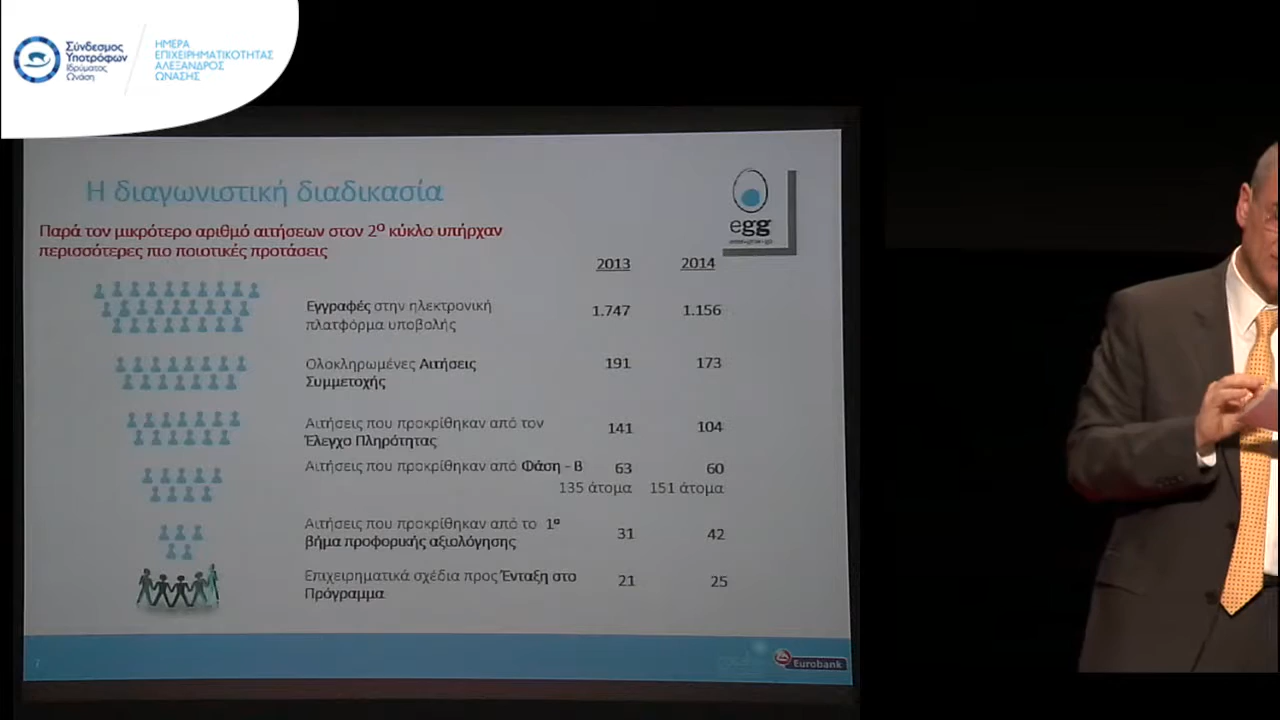 Σύνδεσμος
Υποτρόφων
Ιδρύματος
Ωνάση
ΗΜΕΡΑ
ΕΠΙΧΕΙΡΗΜΑΤΙΚΟΤΗΤΑΣ
ΑΛΕΞΑΝΔΡΟΣ
ΩΝΑΣΗΣ
Η διαγωνιστική διαδικασία
egg
Παρά τον μικρότερο αριθμό αιτήσεων στον 2ο κύκλο υπήρχαν
περισσότερες πιο ποιοτικές προτάσεις
2013 2014
Εγγραφές στην ηλεκτρονική
πλατφόρμα υποβολής 1.747 1.156
Ολοκληρωμένες Αιτήσεις 191 173
Συμμετοχής
Αιτήσεις που προκρίθηκαν από τον
Έλεγχο Πληρότητας 141 104
Αιτήσεις που προκρίθηκαν από Φάση - Β 63 60
135 άτομα 151 άτομα
Αιτήσεις που προκρίθηκαν από το 1ο
βήμα προφορικής αξιολόγησης 31 42
Επιχειρηματικά σχέδια προς Ένταξη στο 21 25
Πρόγραμμα
7
Eurobank